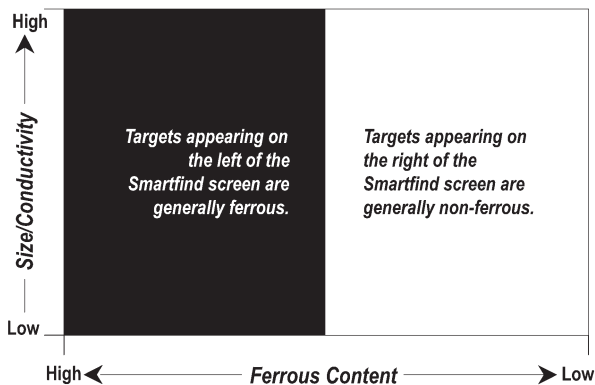 High
Size/Conductivity
Targets appearing on
the left of the
Smartfind screen are
generally ferrous.
Targets appearing on
the right of the
Smartfind screen are
generally non-ferrous.
Low
High
Ferrous Content
Low